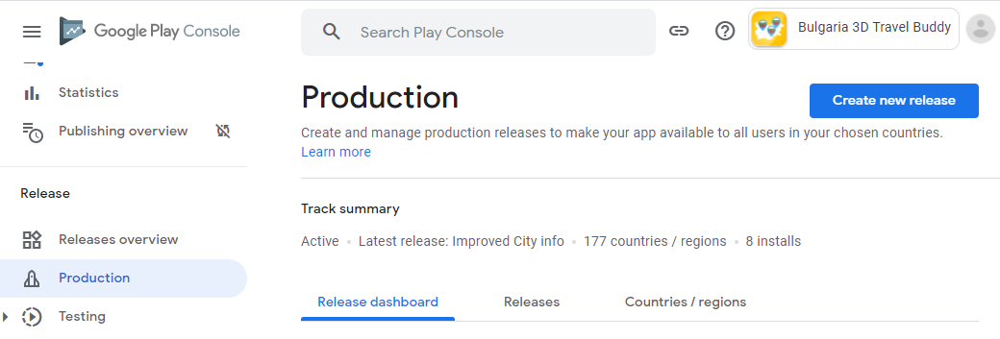 Google Play Console
Search Play Console
Bulgaria 3D Travel Buddy
Statistics
Publishing overview
Release
Releases overview
Production
Testing
Production
Create new release
Create and manage production releases to make your app available to all users in your chosen countries.
Learn more
Track summary
Active • Latest release: Improved City info • 177 countries / regions • 8 installs
Release dashboard
Releases
Countries / regions